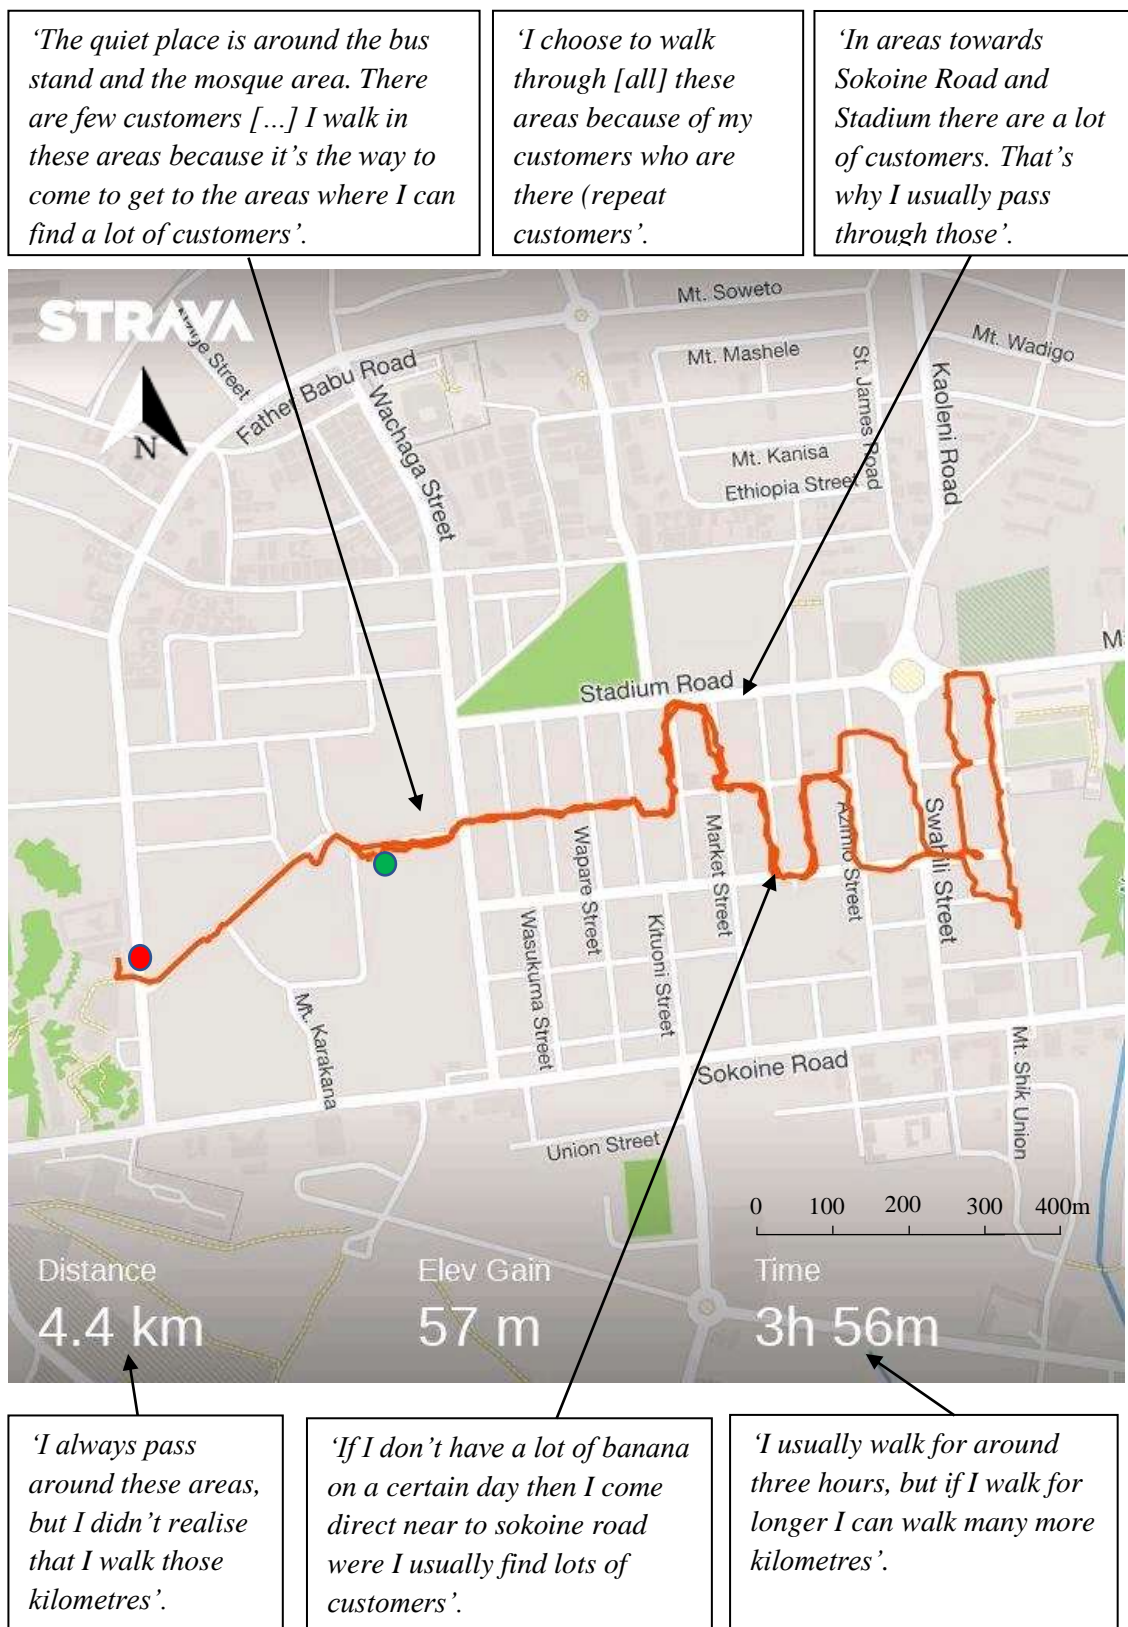 ‘The quiet place is around the bus
stand and the mosque area. There
are few customers […] I walk in
these areas because it’s the way to
come to get to the areas where I can
find a lot of customers’.
‘I choose to walk
through [all] these
areas because of my
customers who are
there (repeat
customers’.
‘In areas towards
Sokoine Road and
Stadium there are a lot
of customers. That’s
why I usually pass
through those’.
STRAVA
N
Street
Father Babu Road
Wachaga Street
Mt. Soweto
Mt. Mashele
St. James Road
Kaoleni Road
Mt. Wadigo
Mt. Kanisa
Ethiopia Street
Stadium Road
M
Wasukuma Street
Wapare Street
Kituoni Street
Market Street
Azimio Street
Swahili Street
Mt. Karakana
Sokoine Road
Mt. Shik Union
Union Street
0 100 200 300 400m
Distance
4.4 km
Elev Gain
57 m
Time
3h 56m
‘I always pass
around these areas,
but I didn’t realise
that I walk those
kilometres’.
‘If I don’t have a lot of banana
on a certain day then I come
direct near to sokoine road
were I usually find lots of
customers’.
‘I usually walk for around
three hours, but if I walk for
longer I can walk many more
kilometres’.